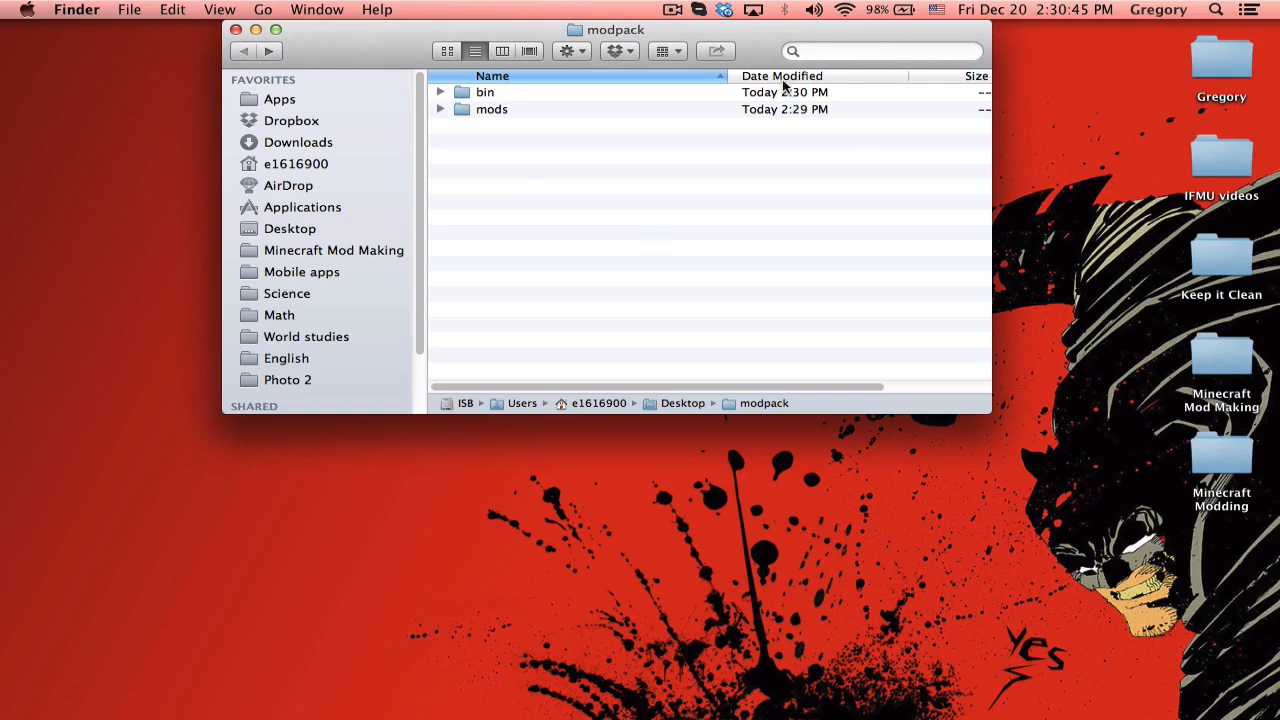 Finder File Edit View Go Window Help 98% Fri Dec 20 2:30:45 PM Gregory
modpack
FAVORITES
Apps
Dropbox
Downloads
e1616900
AirDrop
Applications
Desktop
Minecraft Mod Making
Mobile apps
Science
Math
World studies
English
Photo 2
SHARED
Name Date Modified Size
bin Today 2:30 PM --
mods Today 2:29 PM --
ISB Users e1616900 Desktop modpack
Gregory
IFMU videos
Keep it Clean
Minecraft
Mod Making
Minecraft
Modding
yes